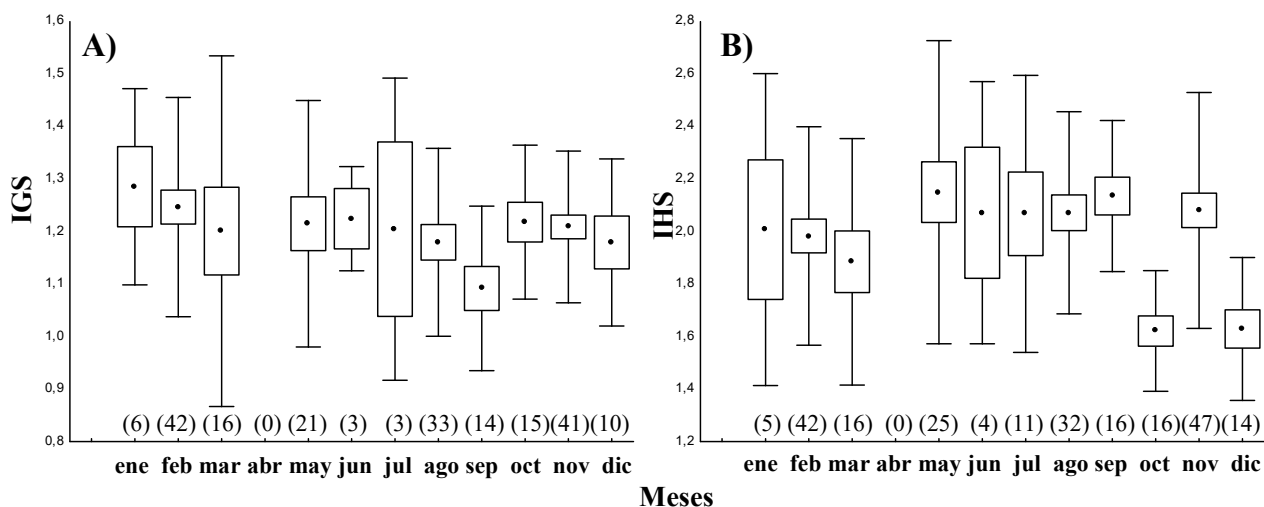 A)
IGS
1,6
1,5
1,4
1,3
1,2
1,1
1,0
0,9
0,8
(6) (42) (16) (0) (21) (3) (3) (33) (14) (15) (41) (10)
ene feb mar abr may jun jul ago sep oct nov dic
B)
IHS
2,8
2,6
2,4
2,2
2,0
1,8
1,6
1,4
1,2
(5) (42) (16) (0) (25) (4) (11) (32) (16) (16) (47) (14)
ene feb mar abr may jun jul ago sep oct nov dic
Meses